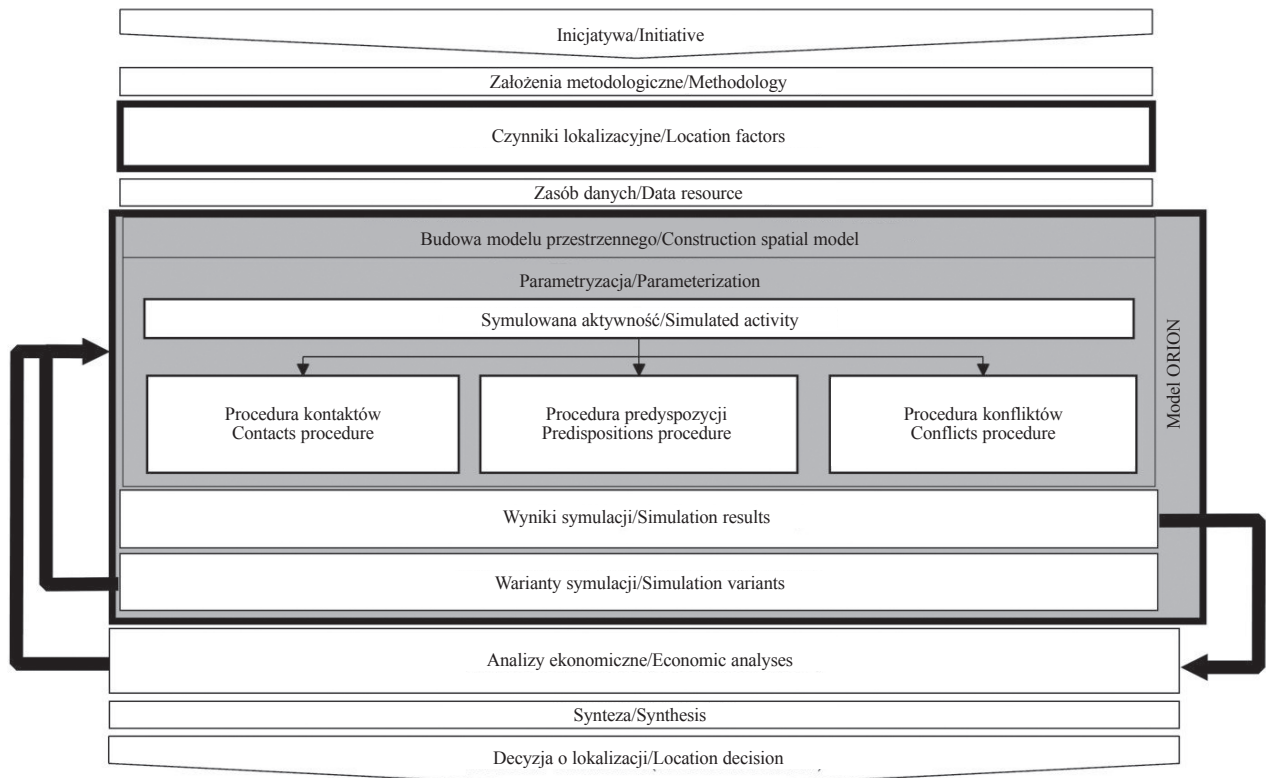 Inicjatywa/Initiative
Założenia metodologiczne/Methodology
Czynniki lokalizacyjne/Location factors
Zasób danych/Data resource
Budowa modelu przestrzennego/Construction spatial model
Parametryzacja/Parameterization
Symulowana aktywność/Simulated activity
Procedura kontaktów
Contacts procedure
Procedura predyspozycji
Predispositions procedure
Procedura konfliktów
Conflicts procedure
Model ORION
Wyniki symulacji/Simulation results
Warianty symulacji/Simulation variants
Analizy ekonomiczne/Economic analyses
Synteza/Synthesis
Decyzja o lokalizacji/Location decision